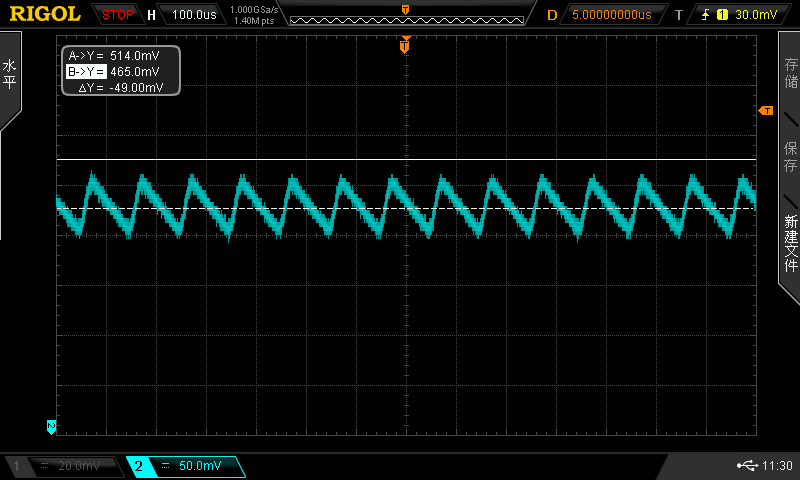 RIGOL STOP H 100.0us 1.000GSa/s 1.40M pts T D 5.00000000us T 1 30.0mV
T
A->Y = 514.0mV
B->Y = 465.0mV
ΔY = -49.00mV
水平
T
存储
保存
新建文件
2
1 20.0mV 2 50.0mV 11:30